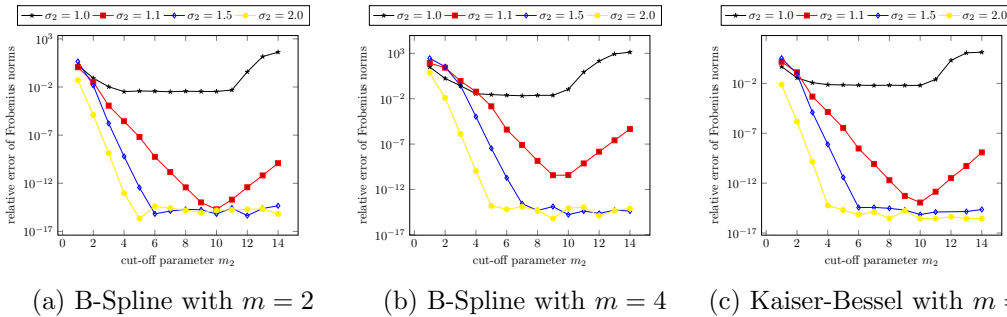 σ₂ = 1.0 σ₂ = 1.1 σ₂ = 1.5 σ₂ = 2.0
10³
10⁻²
10⁻⁷
10⁻¹²
10⁻¹⁷
0 2 4 6 8 10 12 14
cut-off parameter m₂
relative error of Frobenius norms
(a) B-Spline with m = 2
σ₂ = 1.0 σ₂ = 1.1 σ₂ = 1.5 σ₂ = 2.0
10³
10⁻²
10⁻⁷
10⁻¹²
10⁻¹⁷
0 2 4 6 8 10 12 14
cut-off parameter m₂
relative error of Frobenius norms
(b) B-Spline with m = 4
σ₂ = 1.0 σ₂ = 1.1 σ₂ = 1.5 σ₂ = 2.0
10³
10⁻²
10⁻⁷
10⁻¹²
10⁻¹⁷
0 2 4 6 8 10 12 14
cut-off parameter m₂
relative error of Frobenius norms
(c) Kaiser-Bessel with m =